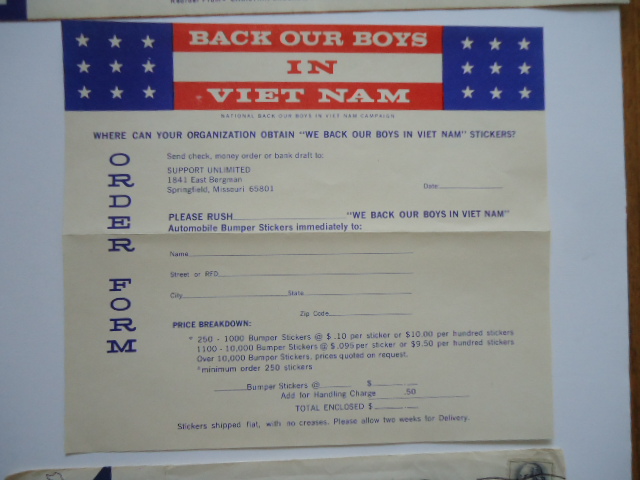 BACK OUR BOYS
IN
VIET NAM
NATIONAL BACK OUR BOYS IN VIET NAM CAMPAIGN
WHERE CAN YOUR ORGANIZATION OBTAIN "WE BACK OUR BOYS IN VIET NAM" STICKERS?
ORDER FORM
Send check, money order or bank draft to:
SUPPORT UNLIMITED
1841 East Bergman
Springfield, Missouri 65801
Date
PLEASE RUSH "WE BACK OUR BOYS IN VIET NAM"
Automobile Bumper Stickers immediately to:
Name
Street or RFD
City State
Zip Code
PRICE BREAKDOWN:
* 250 - 1000 Bumper Stickers @ $ .10 per sticker or $10.00 per hundred stickers
1100 - 10,000 Bumper Stickers @ $ .095 per sticker or $9.50 per hundred stickers
Over 10,000 Bumper Stickers, prices quoted on request.
*minimum order 250 stickers
Bumper Stickers @ $
Add for Handling Charge .50
TOTAL ENCLOSED $
Stickers shipped flat, with no creases. Please allow two weeks for Delivery.